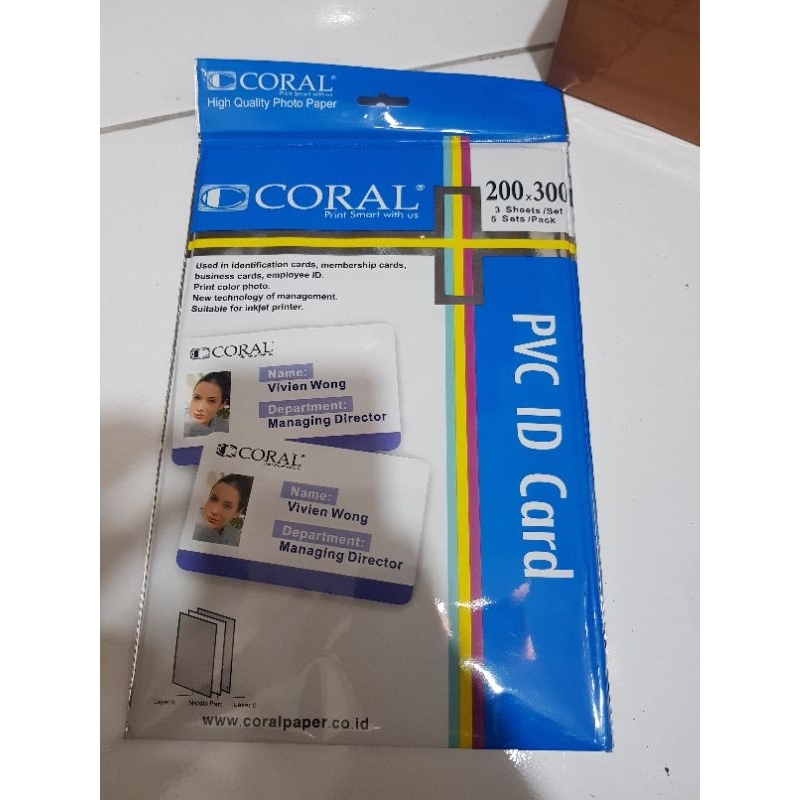 CORAL®
Print Smart with us
High Quality Photo Paper
CORAL®
Print Smart with us
200x300
3 Sheets /Set
5 Sets /Pack
Used in identification cards, membership cards,
business cards, employee ID.
Print color photo.
New technology of management.
Suitable for inkjet printer.
PVC ID Card
CORAL
Name:
Vivien Wong
Department:
Managing Director
CORAL
Name:
Vivien Wong
Department:
Managing Director
Middle Part
www.coralpaper.co.id